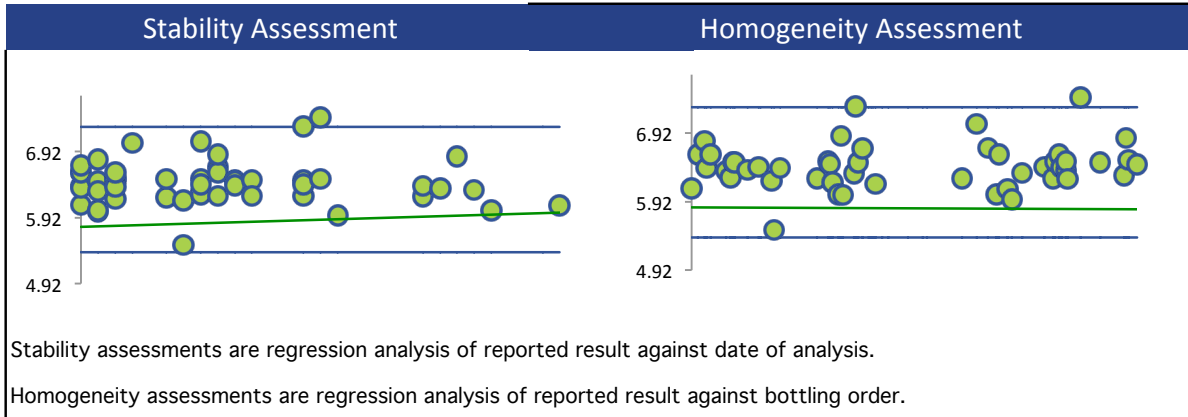 Stability Assessment
Homogeneity Assessment
6.92
5.92
4.92
6.92
5.92
4.92
Stability assessments are regression analysis of reported result against date of analysis.
Homogeneity assessments are regression analysis of reported result against bottling order.